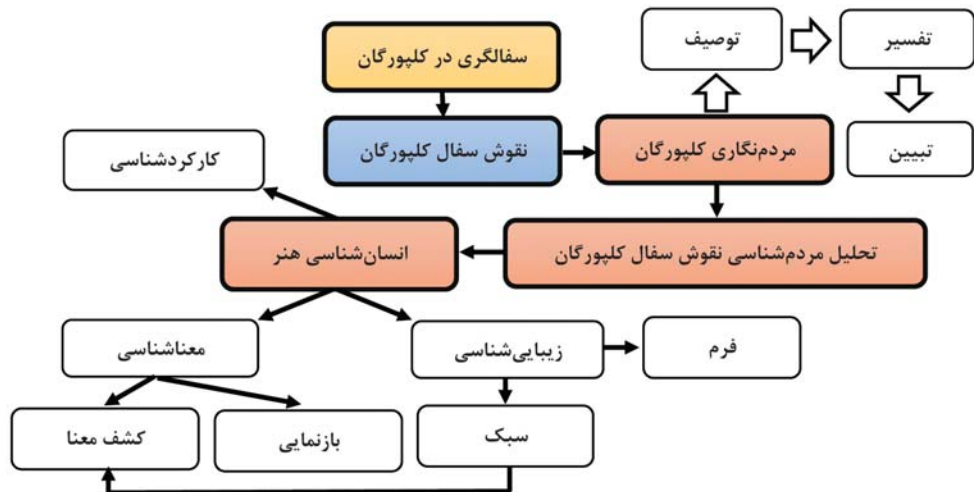 سفالگری در کلپورگان
توصیف
تفسیر
نقوش سفال کلپورگان
مردم‌نگاری کلپورگان
تبیین
کارکردشناسی
انسان‌شناسی هنر
تحلیل مردم‌شناسی نقوش سفال کلپورگان
معناشناسی
زیبایی‌شناسی
فرم
کشف معنا
بازنمایی
سبک